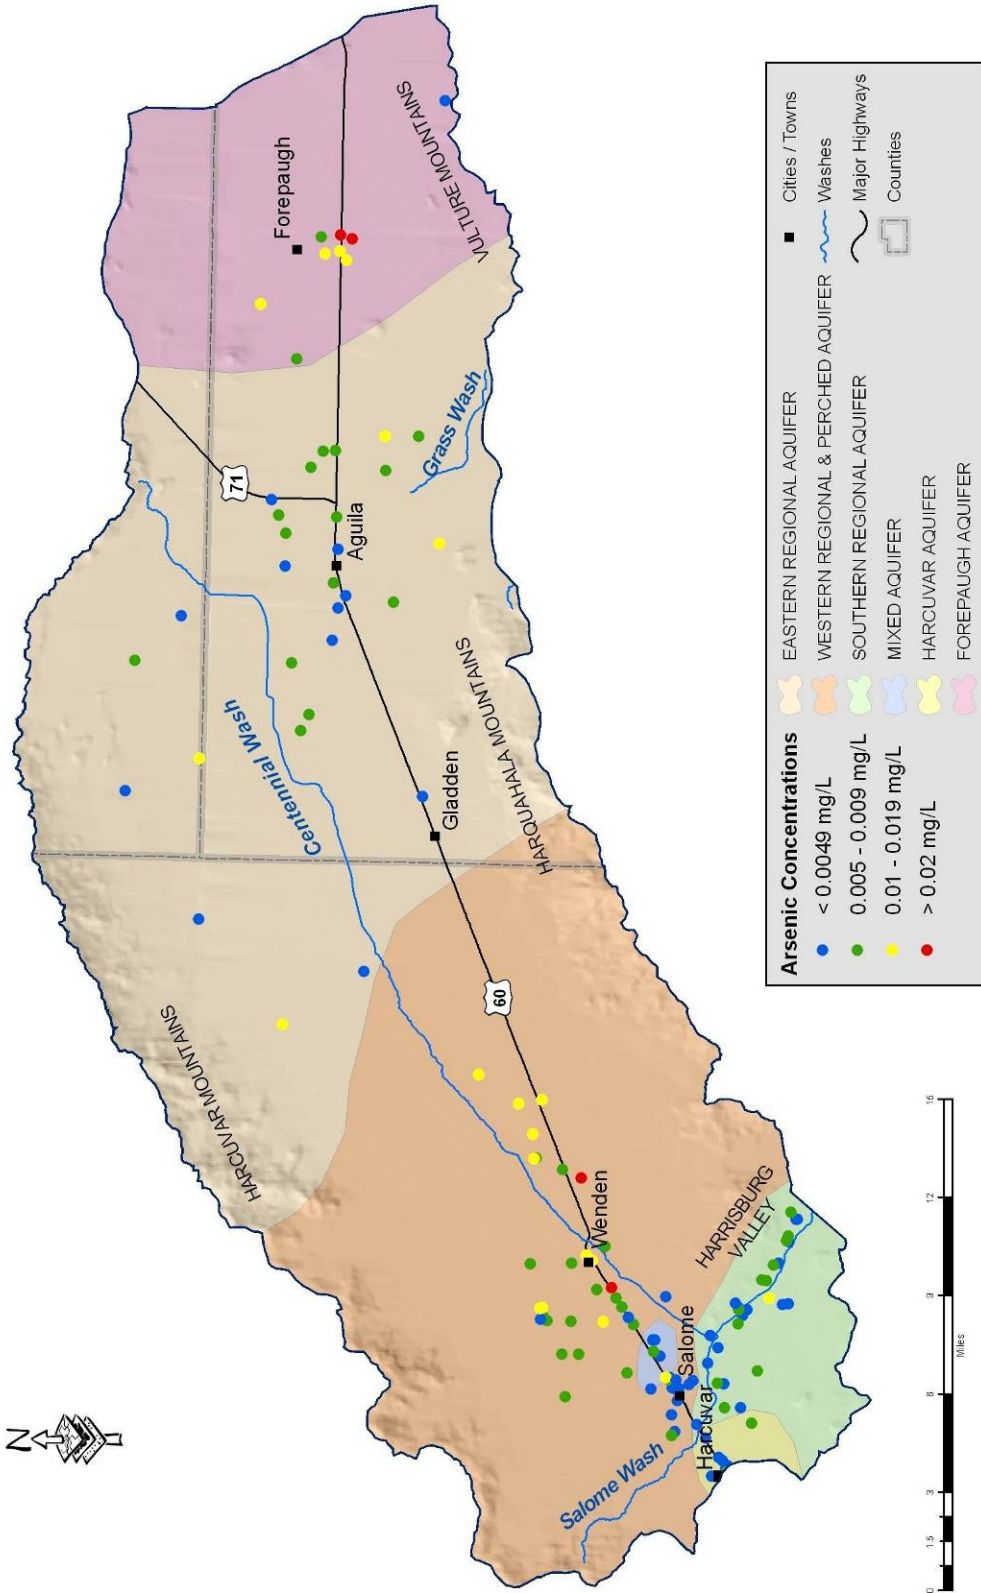 N
HARCUVAR MOUNTAINS
Centennial Wash
71
Forepaugh
VULTURE MOUNTAINS
Grass Wash
Aguila
HARQUAHALA MOUNTAINS
Gladden
60
Wenden
HARRISBURG
VALLEY
Salome
Harcuvar
Salome Wash
0 1.5 3 6 9 12 15
Miles
Arsenic Concentrations
< 0.0049 mg/L
0.005 - 0.009 mg/L
0.01 - 0.019 mg/L
> 0.02 mg/L
EASTERN REGIONAL AQUIFER
WESTERN REGIONAL & PERCHED AQUIFER
SOUTHERN REGIONAL AQUIFER
MIXED AQUIFER
HARCUVAR AQUIFER
FOREPAUGH AQUIFER
Cities / Towns
Washes
Major Highways
Counties